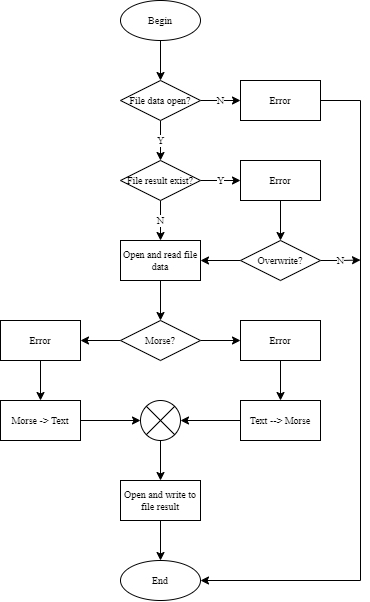 Begin
File data open?
N
Error
Y
File result exist?
Y
Error
N
Open and read file
data
Overwrite?
N
Error
Morse?
Error
Morse -> Text
Text --> Morse
Open and write to
file result
End